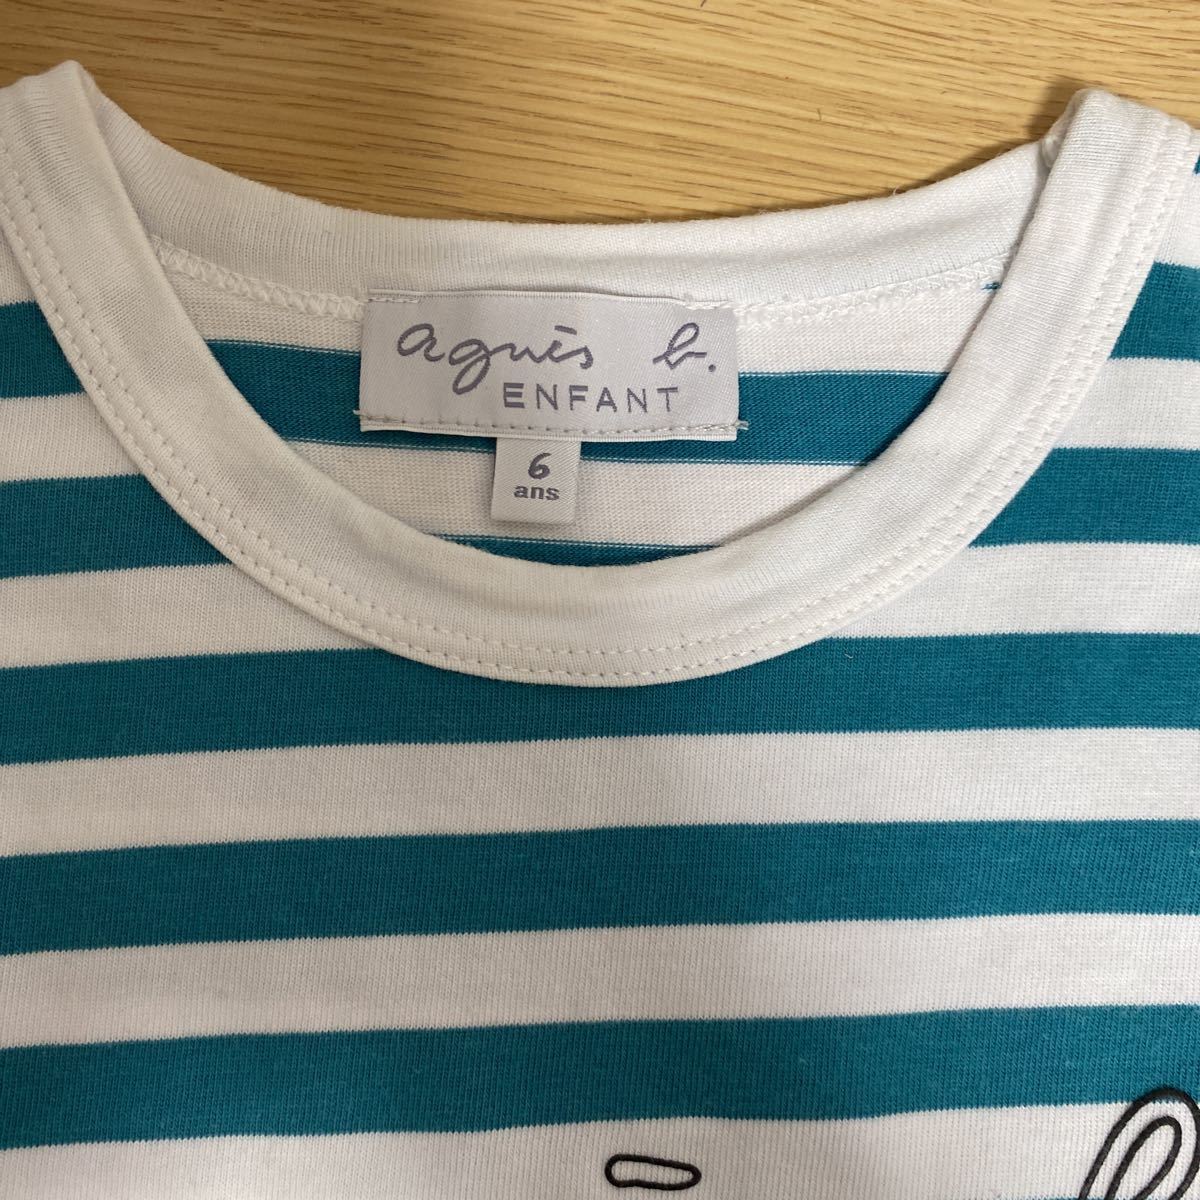 agnès b.
ENFANT
6
ans